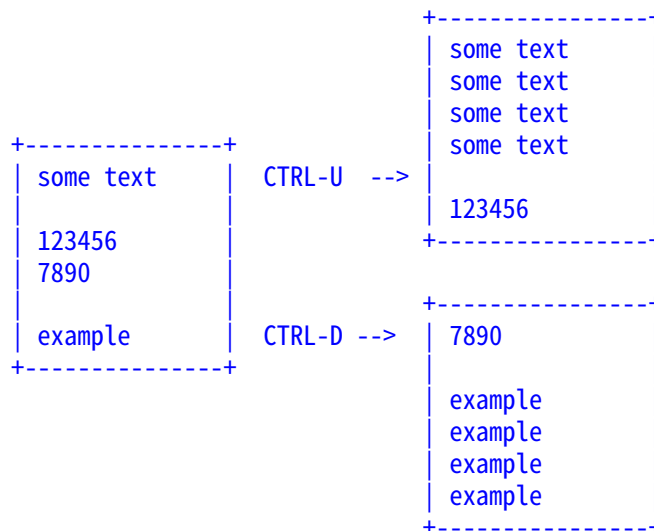 +----------------+
| some text
| some text
| some text
+---------------+ | some text
| some text | CTRL-U --> |
| | | 123456
| 123456 | +----------------+
| 7890 |
| | +----------------+
| example | CTRL-D --> | 7890
+---------------+ |
| example
| example
| example
| example
+----------------+